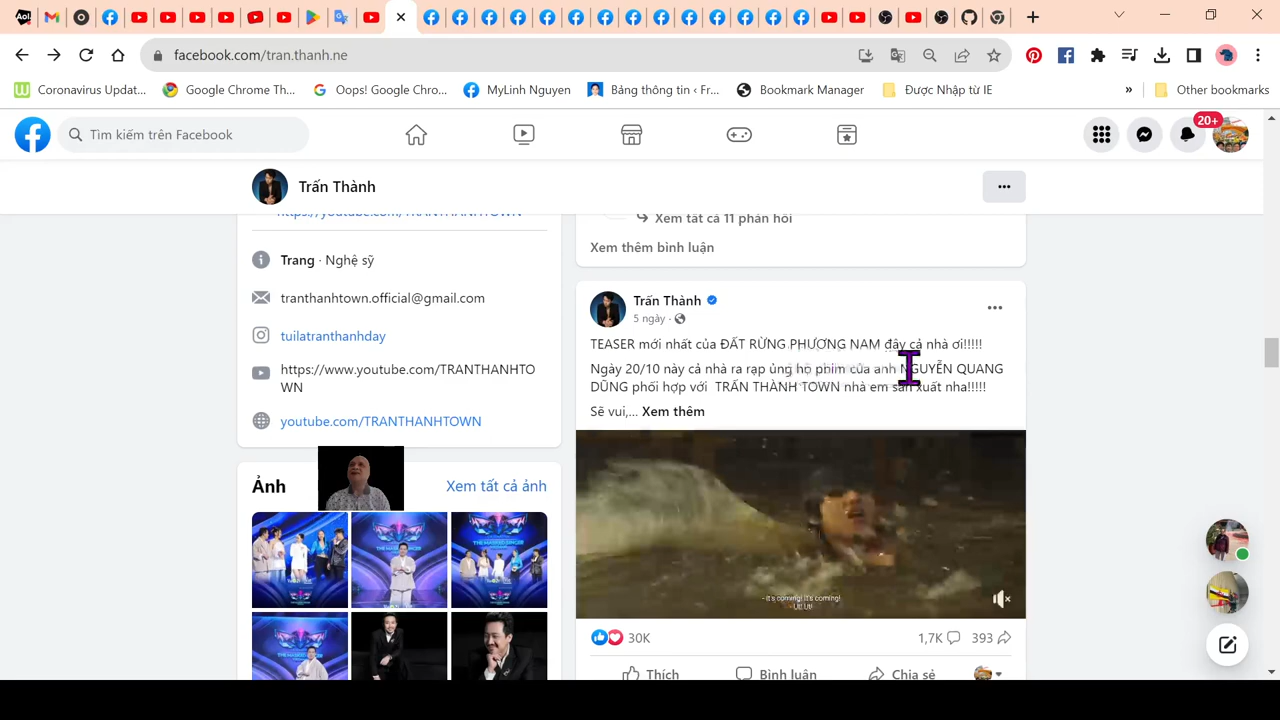 facebook.com/tran.thanh.ne
Coronavirus Updat...
Google Chrome Th...
Oops! Google Chro...
MyLinh Nguyen
Bảng thông tin ‹ Fr...
Bookmark Manager
Được Nhập từ IE
»
Other bookmarks
Tìm kiếm trên Facebook
20+
Trấn Thành
https://youtube.com/TRANTHANHTOWN
Trang · Nghệ sỹ
tranthanhtown.official@gmail.com
tuilatranthanhday
https://www.youtube.com/TRANTHANHTO
WN
youtube.com/TRANTHANHTOWN
Ảnh
Xem tất cả ảnh
Xem tất cả 11 phản hồi
Xem thêm bình luận
Trấn Thành
5 ngày ·
TEASER mới nhất của ĐẤT RỪNG PHƯƠNG NAM đây cả nhà ơi!!!!!
Ngày 20/10 này cả nhà ra rạp ủng hộ phim của anh NGUYỄN QUANG
DŨNG phối hợp với TRẤN THÀNH TOWN nhà em sản xuất nha!!!!!
Sẽ vui,... Xem thêm
- It's coming! It's coming!
30K
1,7K
393
Thích
Bình luận
Chia sẻ